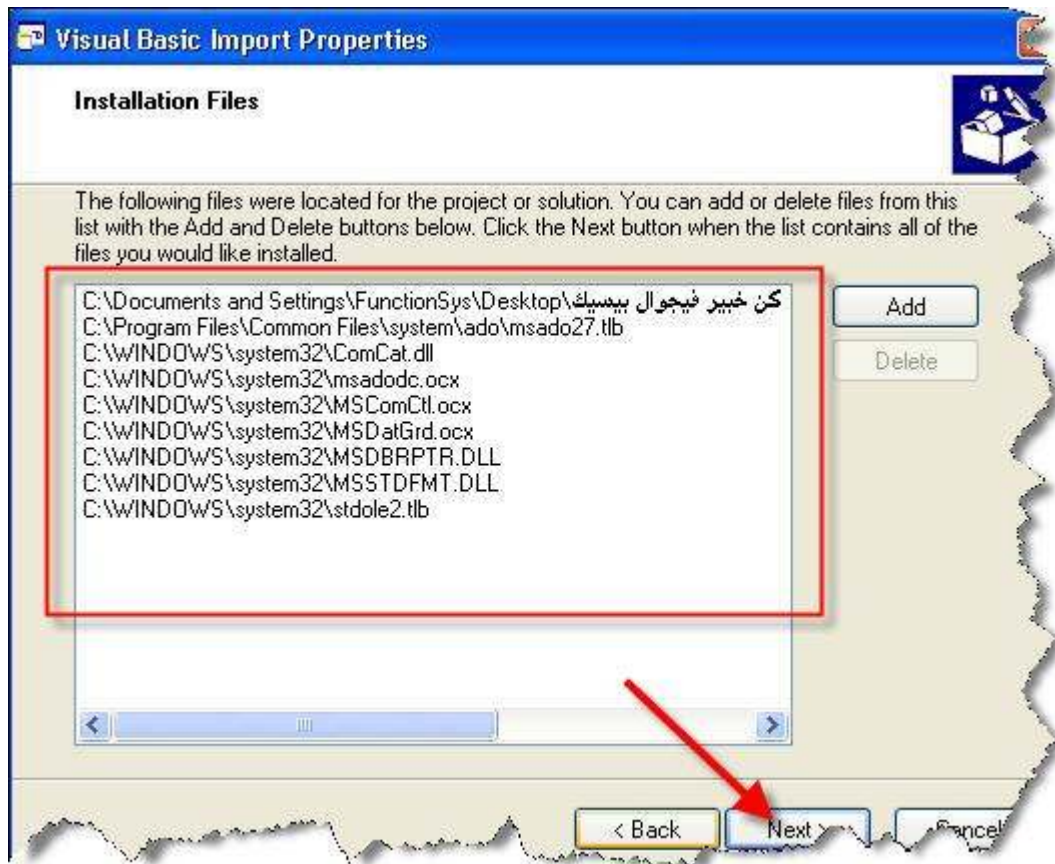 Visual Basic Import Properties
Installation Files
The following files were located for the project or solution. You can add or delete files from this
list with the Add and Delete buttons below. Click the Next button when the list contains all of the
files you would like installed.
C:\Documents and Settings\FunctionSys\Desktop\كن خبير فيجوال بيسيك
C:\Program Files\Common Files\system\ado\msado27.tlb
C:\WINDOWS\system32\ComCat.dll
C:\WINDOWS\system32\msadodc.ocx
C:\WINDOWS\system32\MSComCtl.ocx
C:\WINDOWS\system32\MSDatGrd.ocx
C:\WINDOWS\system32\MSDBRPTR.DLL
C:\WINDOWS\system32\MSSTDFMT.DLL
C:\WINDOWS\system32\stdole2.tlb
Add
Delete
< Back
Next >
Cancel